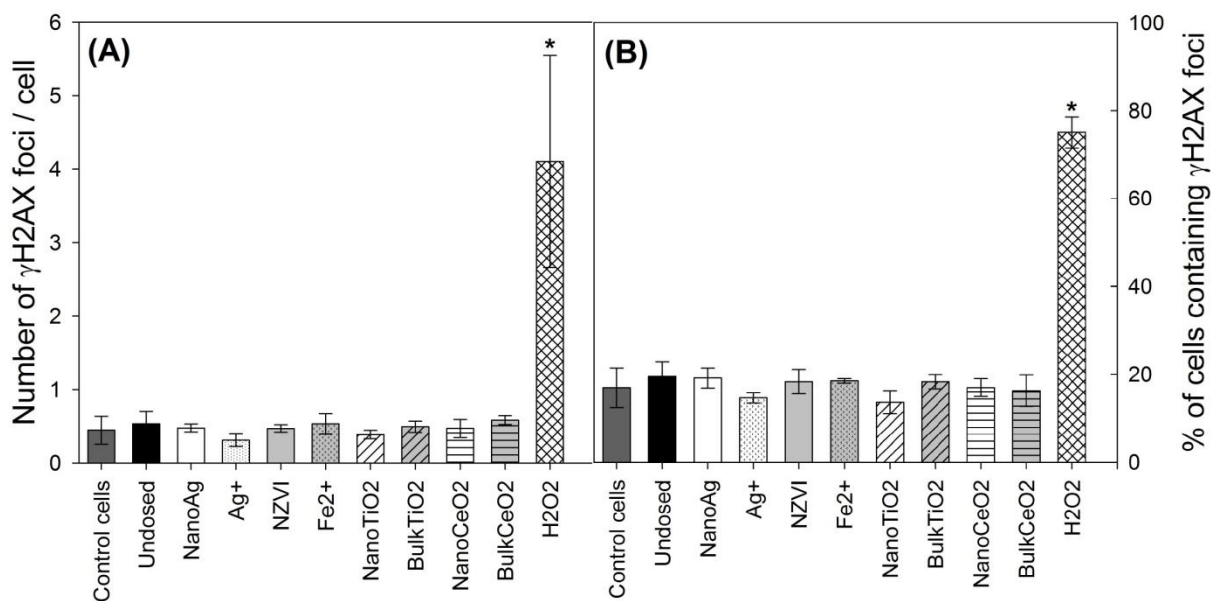 Number of γH2AX foci / cell
6
5
4
3
2
1
0
(A)
*
Control cells
Undosed
NanoAg
Ag+
NZVI
Fe2+
NanoTiO2
BulkTiO2
NanoCeO2
BulkCeO2
H2O2
(B)
*
Control cells
Undosed
NanoAg
Ag+
NZVI
Fe2+
NanoTiO2
BulkTiO2
NanoCeO2
BulkCeO2
H2O2
100
80
60
40
20
0
% of cells containing γH2AX foci